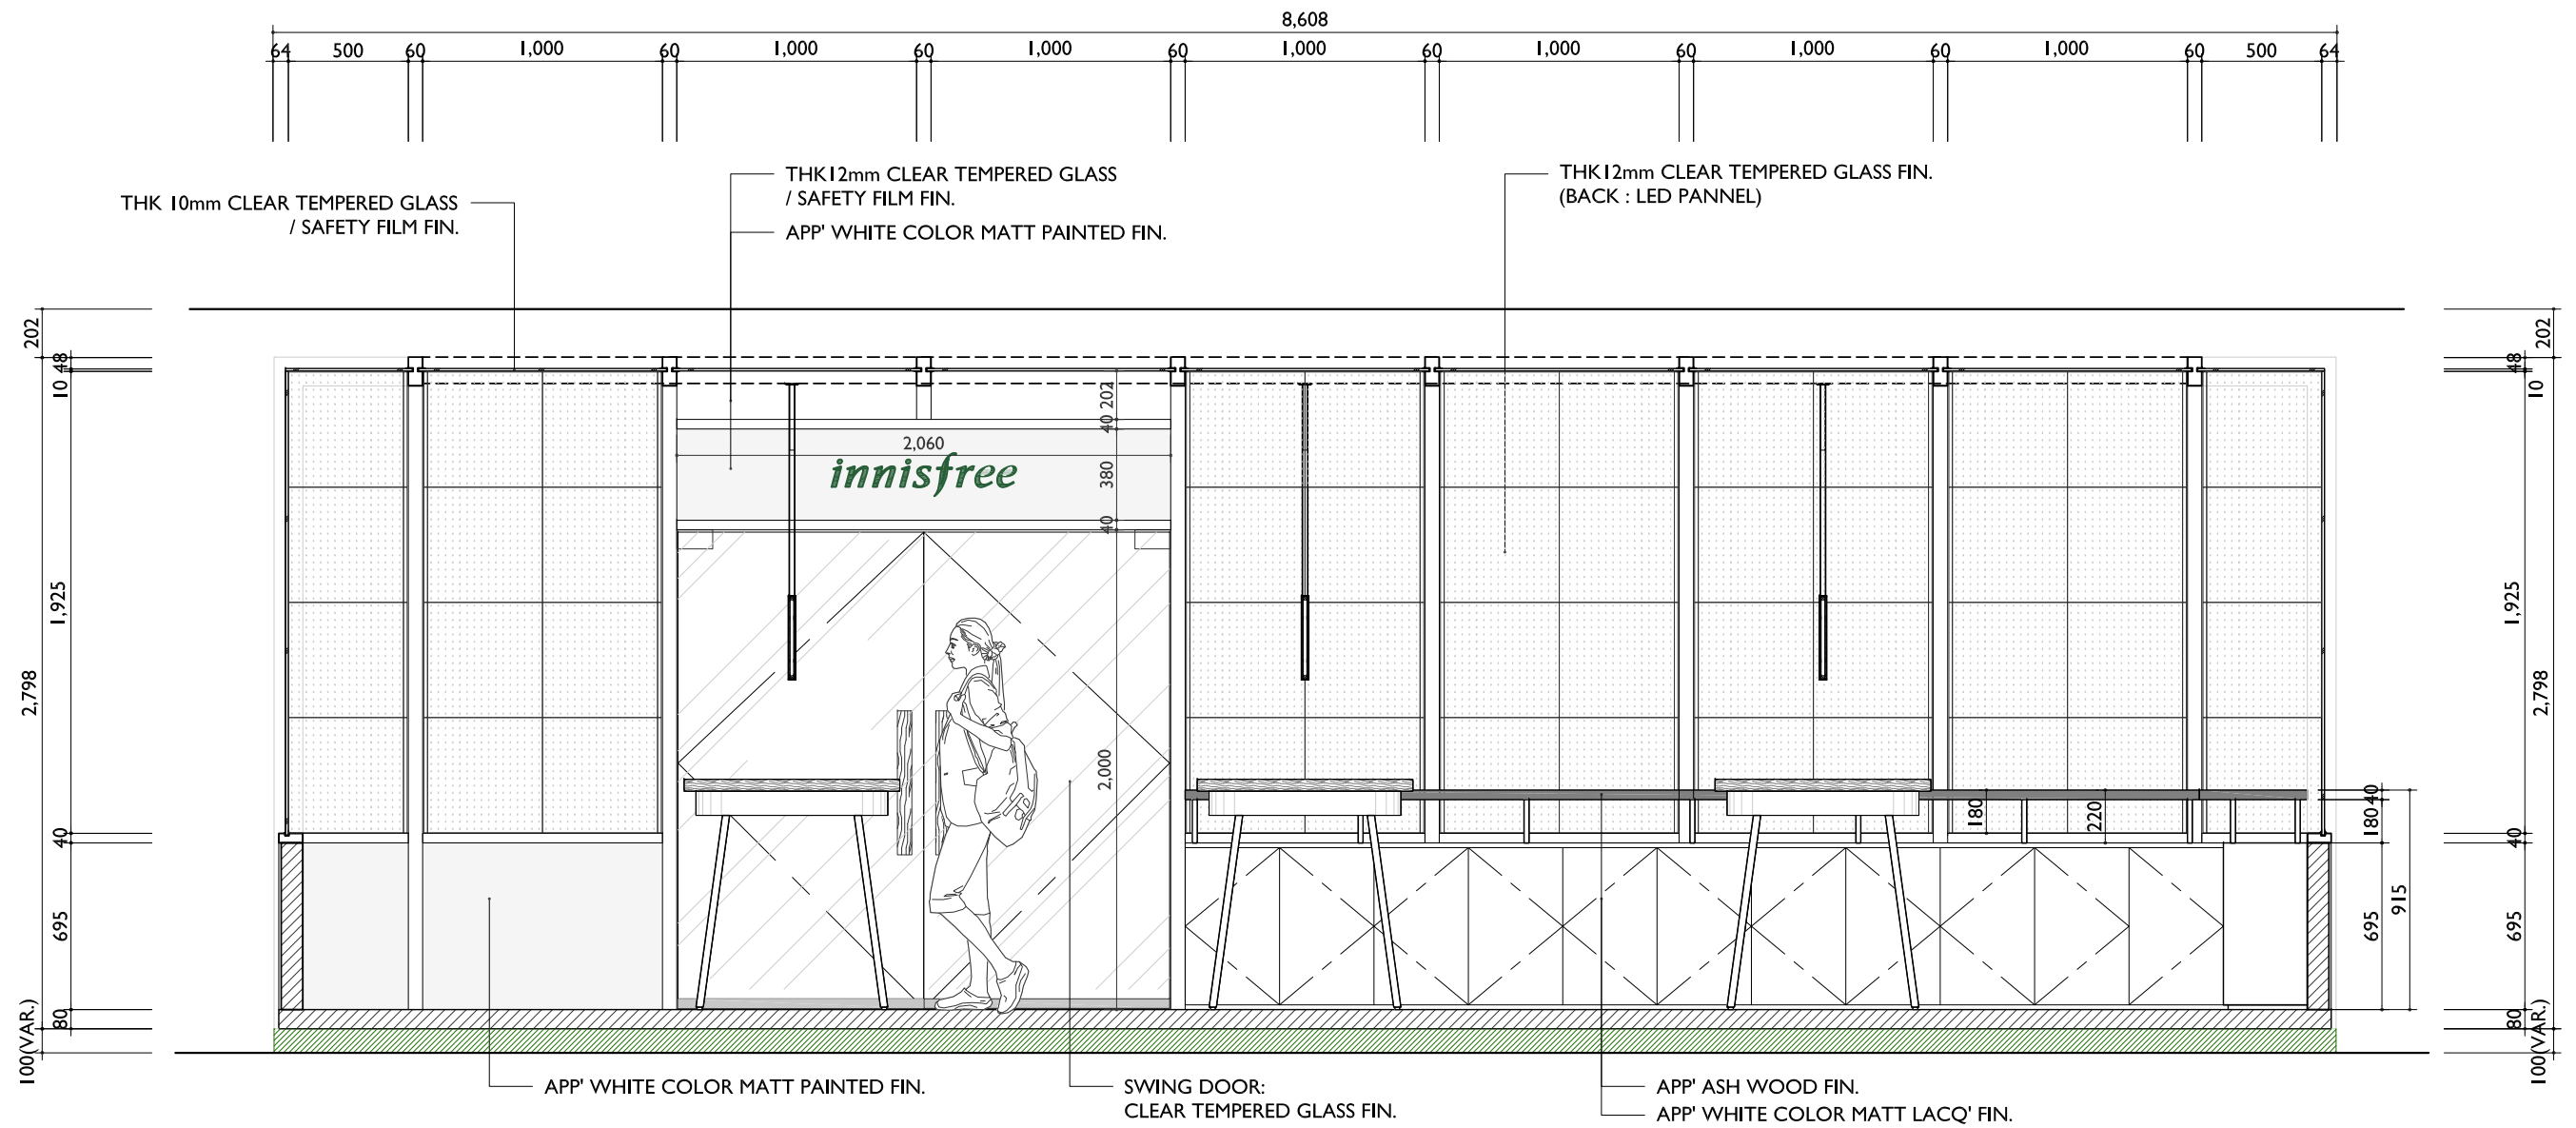 8,608
64 500 60 1,000 60 1,000 60 1,000 60 1,000 60 1,000 60 1,000 60 1,000 60 500 64
THK12mm CLEAR TEMPERED GLASS
/ SAFETY FILM FIN.
APP' WHITE COLOR MATT PAINTED FIN.
THK12mm CLEAR TEMPERED GLASS FIN.
(BACK : LED PANNEL)
THK 10mm CLEAR TEMPERED GLASS
/ SAFETY FILM FIN.
202
2,798
100(VAR.)
48
10
1,925
40
695
80
202
40
2,060
380
innisfree
40
2,000
180
220
40
180
695
915
48
10
1,925
40
695
80
202
2,798
100(VAR.)
APP' WHITE COLOR MATT PAINTED FIN.
SWING DOOR:
CLEAR TEMPERED GLASS FIN.
APP' ASH WOOD FIN.
APP' WHITE COLOR MATT LACQ' FIN.